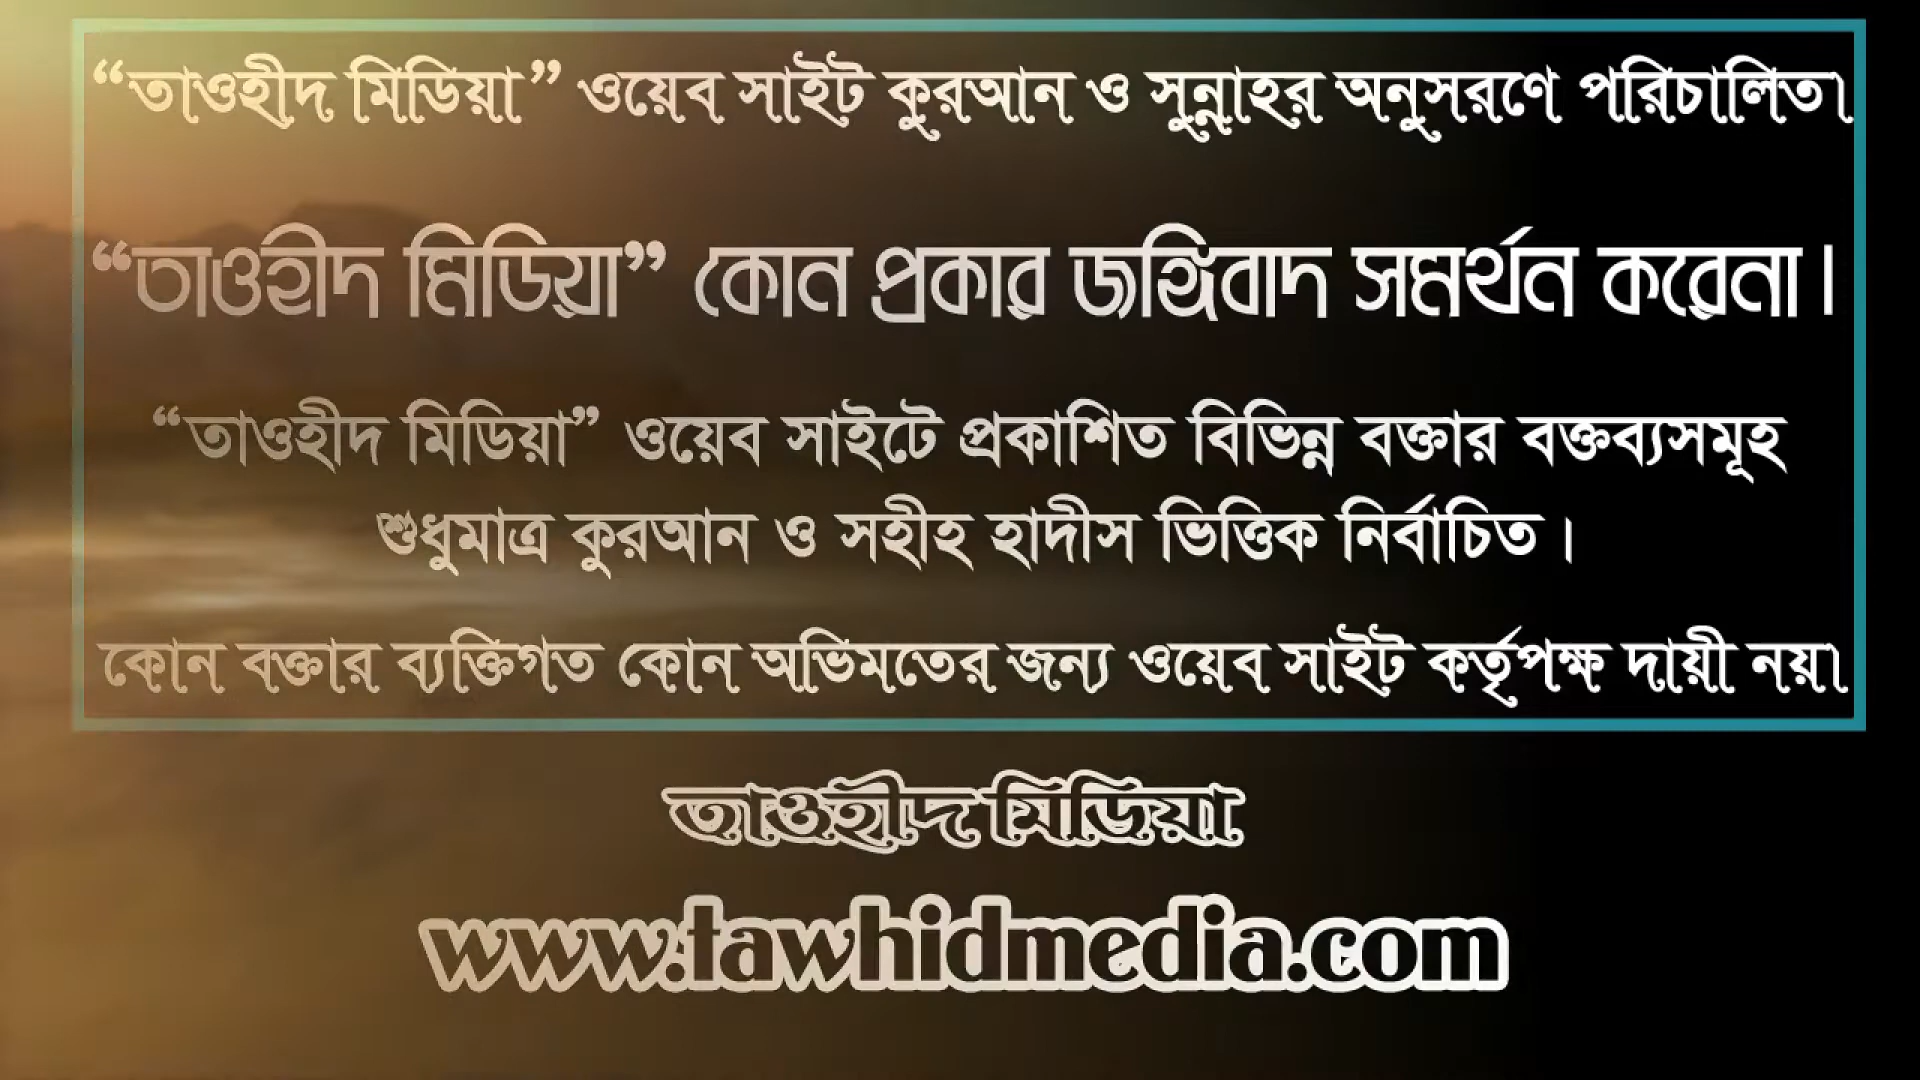 “তাওহীদ মিডিয়া” ওয়েব সাইট কুরআন ও সুন্নাহর অনুসরণে পরিচালিত।
“তাওহীদ মিডিয়া” কোন প্রকার জঙ্গিবাদ সমর্থন করেনা।
“তাওহীদ মিডিয়া” ওয়েব সাইটে প্রকাশিত বিভিন্ন বক্তার বক্তব্যসমূহ
শুধুমাত্র কুরআন ও সহীহ হাদীস ভিত্তিক নির্বাচিত।
কোন বক্তার ব্যক্তিগত কোন অভিমতের জন্য ওয়েব সাইট কর্তৃপক্ষ দায়ী নয়।
তাওহীদ মিডিয়া
www.tawhidmedia.com